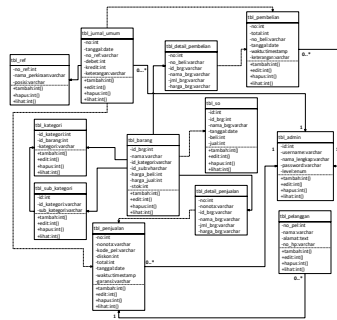 tbl_jurnal_umum
-no:int
-tanggal:date
-no_ref:varchar
-debet:int
-kredit:int
-keterangan:varchar
+tambah:int()
+edit:int()
+hapus:int()
+lihat:int()
tbl_pembelian
-no:int
-total:int
-no_beli:varchar
-tanggal:date
-waktu:timestamp
-keterangan:varchar
+tambah:int()
+edit:int()
+hapus:int()
+lihat:int()
tbl_ref
-no_ref:int
-nama_perkiraan:varchar
-posisi:varchar
+tambah:int()
+hapus:int()
+lihat:int()
tbl_detail_pembelian
-no:int
-no_beli:varchar
-id_brg:varchar
-nama_brg:varchar
-jml_brg:varchar
-harga_brg:varchar
0..*
0..*
tbl_kategori
-id_kategori:int
-id_barang:int
-kategori:varchar
+tambah:int()
+edit:int()
+hapus:int()
+lihat:int()
tbl_barang
-id_brg:int
-nama:varchar
-id_kategori:varchar
-id_sub:varchar
-harga_beli:int
-harga_jual:int
-stok:int
+tambah:int()
+edit:int()
+hapus:int()
+lihat:int()
tbl_so
-id:int
-id_brg:int
-nama_brg:varchar
-tanggal:date
-beli:int
-jual:int
+tambah:int()
+edit:int()
+hapus:int()
+lihat:int()
1
1
tbl_admin
-id:int
-username:varchar
-nama_lengkap:varchar
-password:varchar
-level:enum
+tambah:int()
+edit:int()
+hapus:int()
+lihat:int()
tbl_sub_kategori
-id:int
-id_kategori:varchar
-sub_kategori:varchar
+tambah:int()
+edit:int()
+hapus:int()
+lihat:int()
tbl_detail_penjualan
-no:int
-nonota:varchar
-id_brg:varchar
-nama_brg:varchar
-jml_brg:varchar
-harga_brg:varchar
1
tbl_pelanggan
-no_pel:int
-nama:varchar
-alamat:text
-no_hp:varchar
+tambah:int()
+edit:int()
+hapus:int()
+lihat:int()
tbl_penjualan
-no:int
-nonota:varchar
-kode_pel:varchar
-diskon:int
-total:int
-tanggal:date
-waktu:timestamp
-garansi:varchar
+tambah:int()
+edit:int()
+hapus:int()
+lihat:int()
0..*
0..*
1